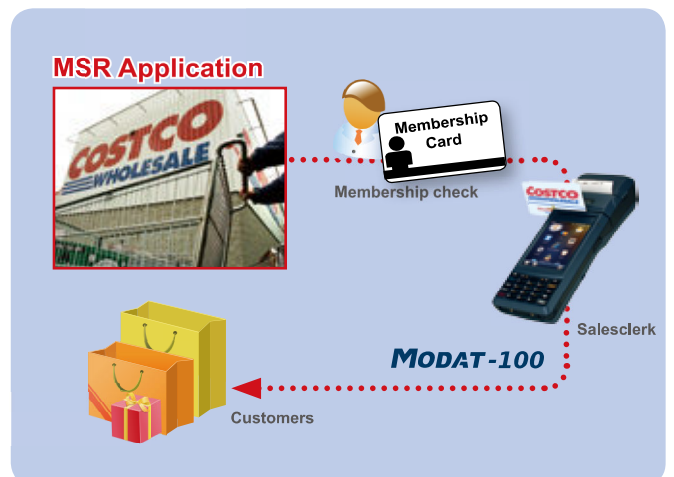 MSR Application
COSTCO
WHOLESALE
Membership
Card
Membership check
COSTCO
Salesclerk
MODAT-100
Customers